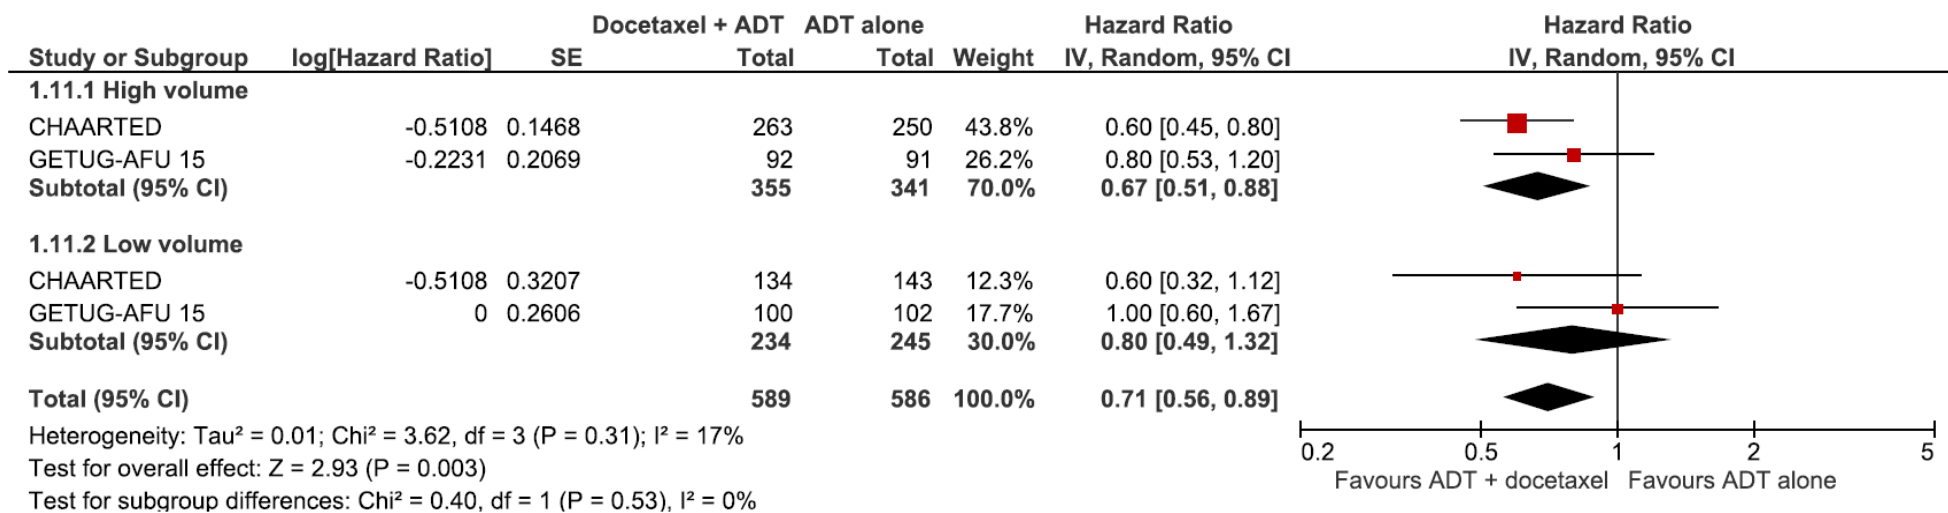 Docetaxel + ADT ADT alone Hazard Ratio Hazard Ratio
Study or Subgroup log[Hazard Ratio] SE Total Total Weight IV, Random, 95% CI IV, Random, 95% CI
1.11.1 High volume
CHAARTED -0.5108 0.1468 263 250 43.8% 0.60 [0.45, 0.80]
GETUG-AFU 15 -0.2231 0.2069 92 91 26.2% 0.80 [0.53, 1.20]
Subtotal (95% CI) 355 341 70.0% 0.67 [0.51, 0.88]
1.11.2 Low volume
CHAARTED -0.5108 0.3207 134 143 12.3% 0.60 [0.32, 1.12]
GETUG-AFU 15 0 0.2606 100 102 17.7% 1.00 [0.60, 1.67]
Subtotal (95% CI) 234 245 30.0% 0.80 [0.49, 1.32]
Total (95% CI) 589 586 100.0% 0.71 [0.56, 0.89]
Heterogeneity: Tau² = 0.01; Chi² = 3.62, df = 3 (P = 0.31); I² = 17%
Test for overall effect: Z = 2.93 (P = 0.003)
Test for subgroup differences: Chi² = 0.40, df = 1 (P = 0.53), I² = 0%
0.2 0.5 1 2 5
Favours ADT + docetaxel Favours ADT alone